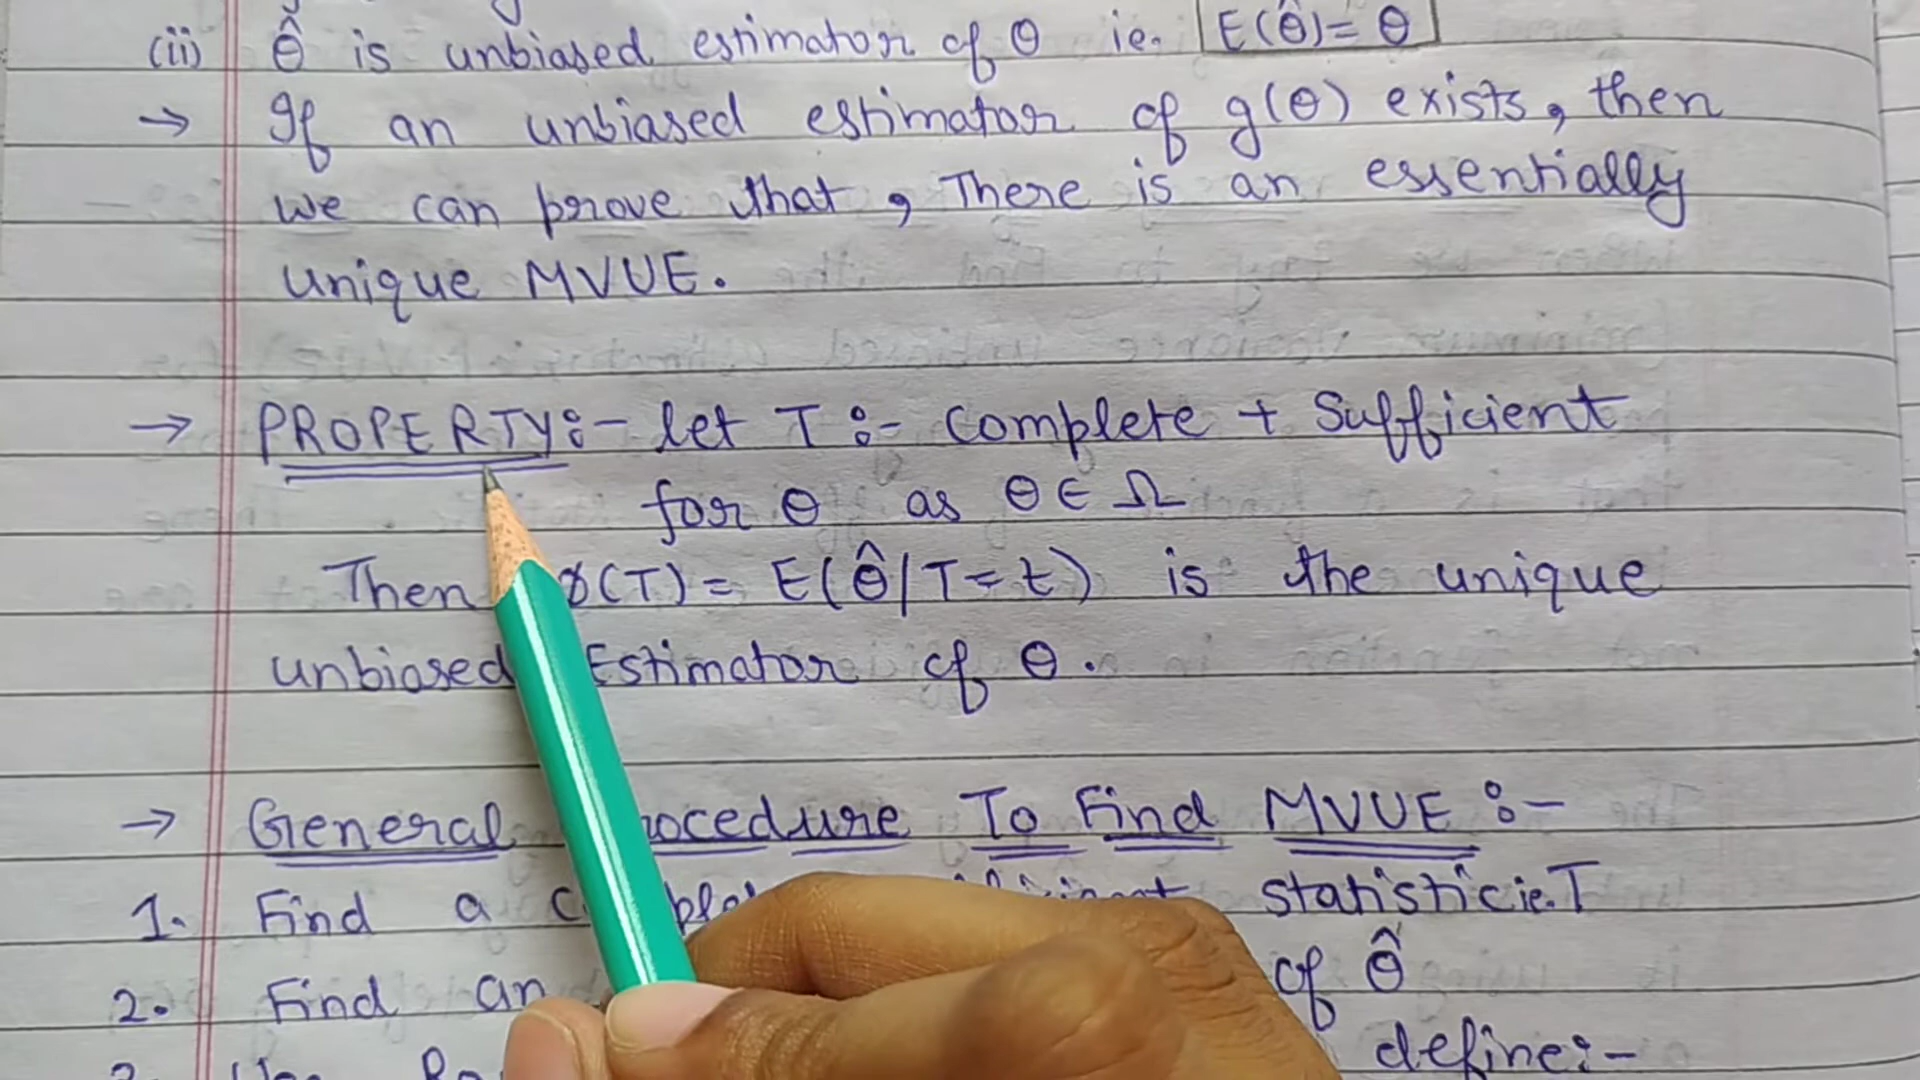 (ii) θ̂ is unbiased estimator of θ ie. E(θ̂)= θ
→ If an unbiased estimator of g(θ) exists, then
we can prove that, There is an essentially
unique MVUE.
→ PROPERTY:- let T:- Complete + Sufficient
for θ as θ ∈ Ω
Then ϕ(T) = E(θ̂/T=t) is the unique
unbiased Estimator of θ.
→ General To Find MVUE:-
1. Find a statistic ie. T
2. Find an of θ̂
define:-